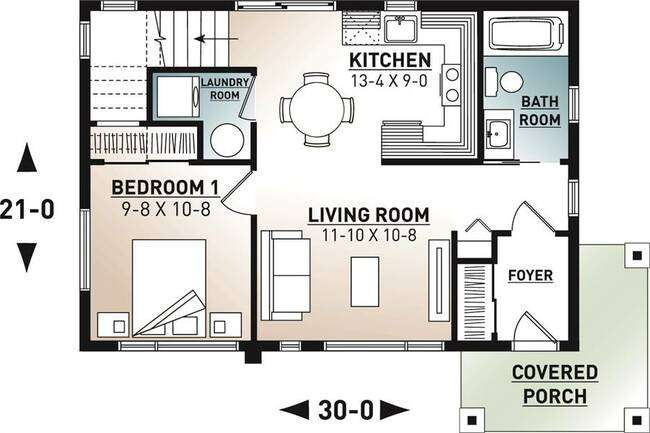 KITCHEN
13-4 X 9-0
LAUNDRY
ROOM
BATH
ROOM
BEDROOM 1
9-8 X 10-8
21-0
LIVING ROOM
11-10 X 10-8
FOYER
COVERED
PORCH
30-0